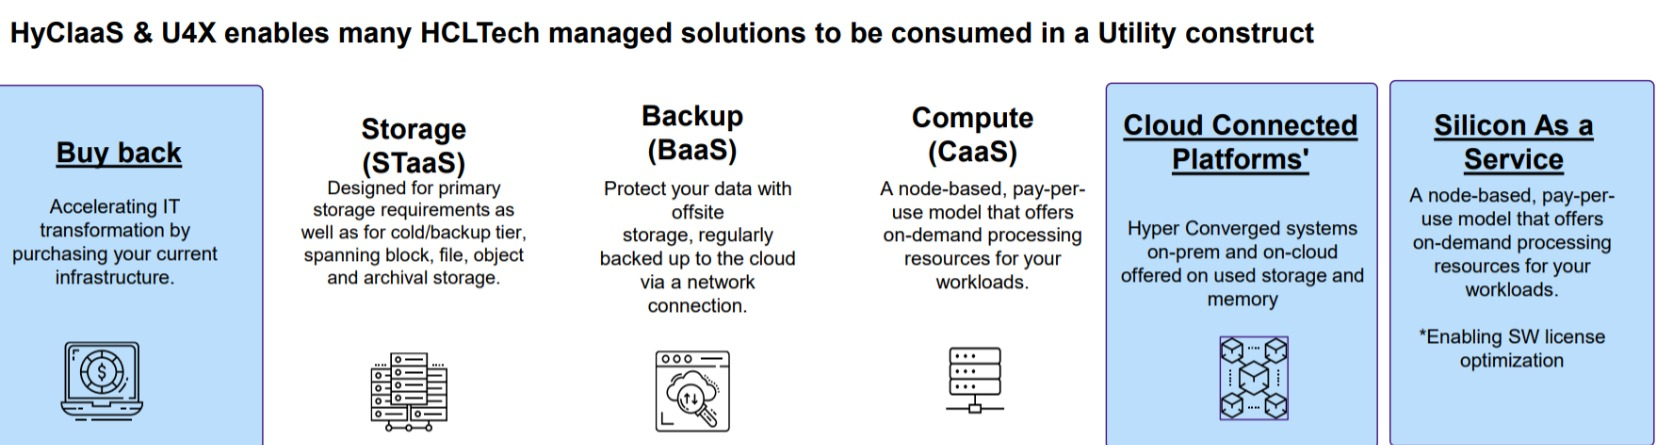 HyCIaaS & U4X enables many HCLTech managed solutions to be consumed in a Utility construct
Buy back
Accelerating IT
transformation by
purchasing your current
infrastructure.
Storage
(STaaS)
Designed for primary
storage requirements as
well as for cold/backup tier,
spanning block, file, object
and archival storage.
Backup
(BaaS)
Protect your data with
offsite
storage, regularly
backed up to the cloud
via a network
connection.
Compute
(CaaS)
A node-based, pay-per-
use model that offers
on-demand processing
resources for your
workloads.
Cloud Connected
Platforms'
Hyper Converged systems
on-prem and on-cloud
offered on used storage and
memory
Silicon As a
Service
A node-based, pay-per-
use model that offers
on-demand processing
resources for your
workloads.
*Enabling SW license
optimization